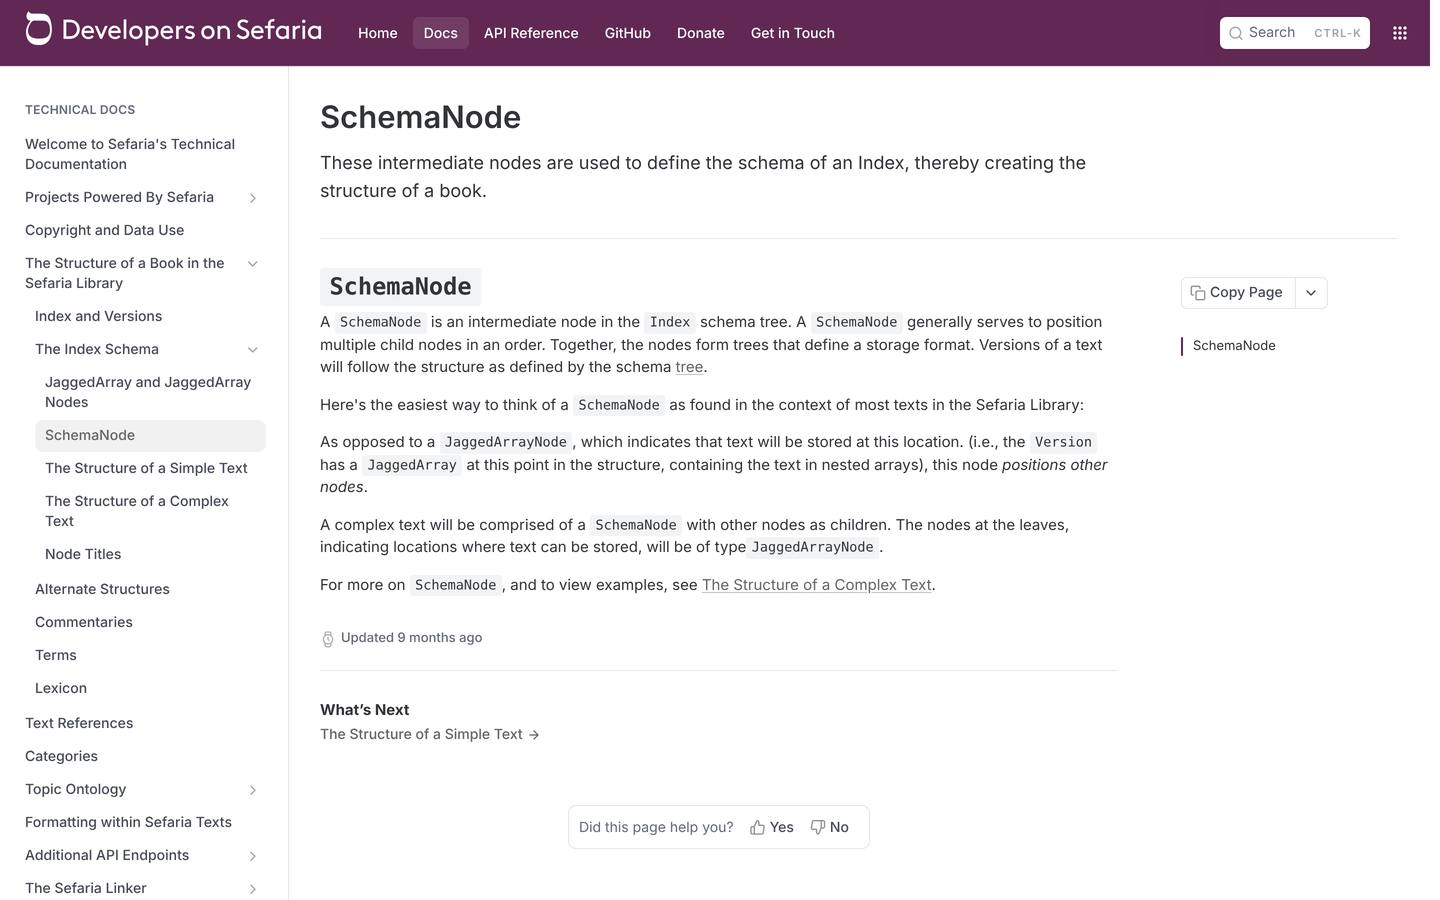 Developers on Sefaria
Home
Docs
API Reference
GitHub
Donate
Get in Touch
Search
CTRL-K
TECHNICAL DOCS
Welcome to Sefaria's Technical
Documentation
Projects Powered By Sefaria
Copyright and Data Use
The Structure of a Book in the
Sefaria Library
Index and Versions
The Index Schema
JaggedArray and JaggedArray
Nodes
SchemaNode
The Structure of a Simple Text
The Structure of a Complex
Text
Node Titles
Alternate Structures
Commentaries
Terms
Lexicon
Text References
Categories
Topic Ontology
Formatting within Sefaria Texts
Additional API Endpoints
The Sefaria Linker
SchemaNode
These intermediate nodes are used to define the schema of an Index, thereby creating the
structure of a book.
SchemaNode
A SchemaNode is an intermediate node in the Index schema tree. A SchemaNode generally serves to position
multiple child nodes in an order. Together, the nodes form trees that define a storage format. Versions of a text
will follow the structure as defined by the schema tree.
Here's the easiest way to think of a SchemaNode as found in the context of most texts in the Sefaria Library:
As opposed to a JaggedArrayNode, which indicates that text will be stored at this location. (i.e., the Version
has a JaggedArray at this point in the structure, containing the text in nested arrays), this node positions other
nodes.
A complex text will be comprised of a SchemaNode with other nodes as children. The nodes at the leaves,
indicating locations where text can be stored, will be of type JaggedArrayNode.
For more on SchemaNode, and to view examples, see The Structure of a Complex Text.
Updated 9 months ago
What’s Next
The Structure of a Simple Text →
Did this page help you?
Yes
No
Copy Page
SchemaNode